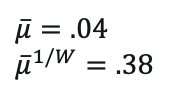 μ̄ = .04
μ̄^{1/W} = .38